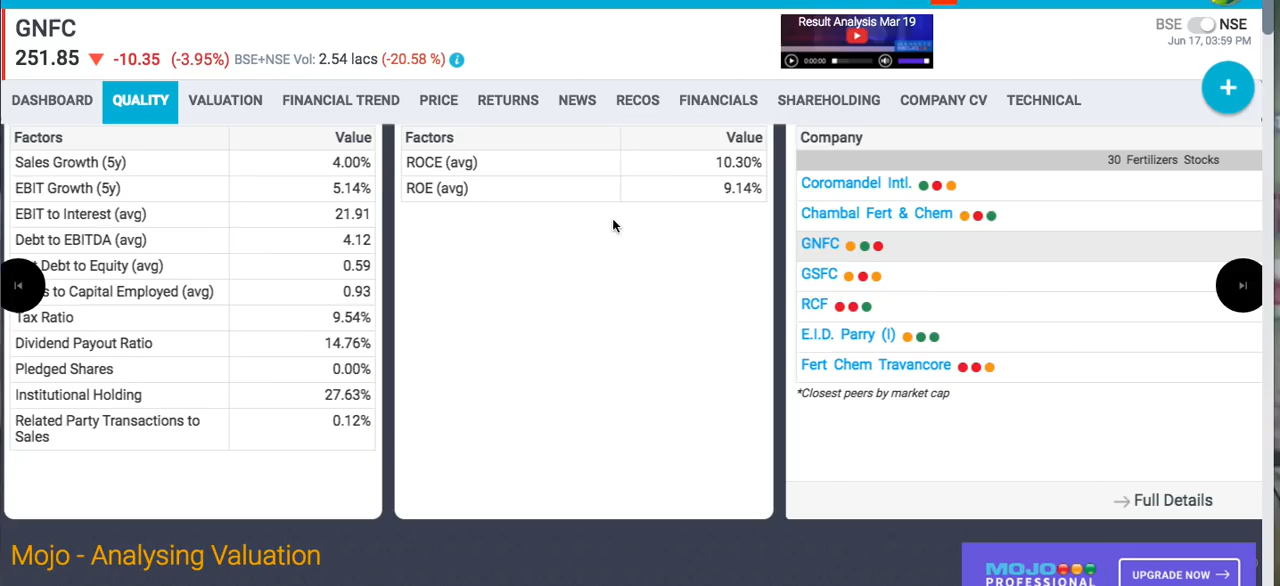 GNFC
251.85 ▼ -10.35 (-3.95%) BSE+NSE Vol: 2.54 lacs (-20.58 %) i
Result Analysis Mar 19
0:00:00
BSE NSE
Jun 17, 03:59 PM
DASHBOARD QUALITY VALUATION FINANCIAL TREND PRICE RETURNS NEWS RECOS FINANCIALS SHAREHOLDING COMPANY CV TECHNICAL
+
Factors Value
Sales Growth (5y) 4.00%
EBIT Growth (5y) 5.14%
EBIT to Interest (avg) 21.91
Debt to EBITDA (avg) 4.12
Debt to Equity (avg) 0.59
to Capital Employed (avg) 0.93
Tax Ratio 9.54%
Dividend Payout Ratio 14.76%
Pledged Shares 0.00%
Institutional Holding 27.63%
Related Party Transactions to
Sales 0.12%
Factors Value
ROCE (avg) 10.30%
ROE (avg) 9.14%
Company
30 Fertilizers Stocks
Coromandel Intl.
Chambal Fert & Chem
GNFC
GSFC
RCF
E.I.D. Parry (I)
Fert Chem Travancore
*Closest peers by market cap
→ Full Details
Mojo - Analysing Valuation
MOJO
PROFESSIONAL
UPGRADE NOW →